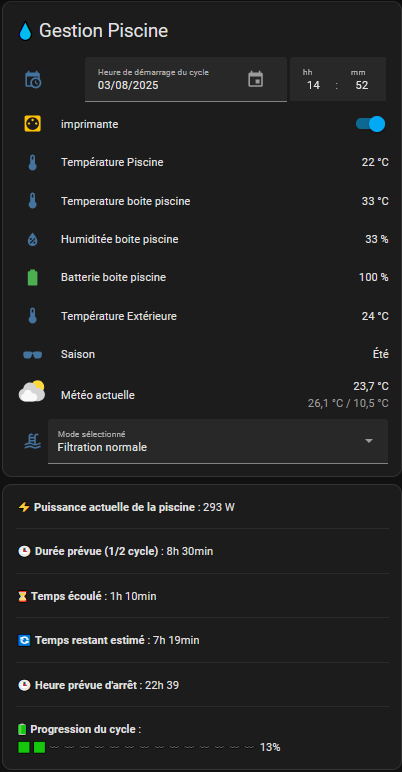 Gestion Piscine
Heure de démarrage du cycle
03/08/2025
hh
mm
14 : 52
imprimante
Température Piscine 22 °C
Temperature boite piscine 33 °C
Humiditée boite piscine 33 %
Batterie boite piscine 100 %
Température Extérieure 24 °C
Saison Été
Météo actuelle 23,7 °C
26,1 °C / 10,5 °C
Mode sélectionné
Filtration normale
Puissance actuelle de la piscine : 293 W
Durée prévue (1/2 cycle) : 8h 30min
Temps écoulé : 1h 10min
Temps restant estimé : 7h 19min
Heure prévue d'arrêt : 22h 39
Progression du cycle :
13%